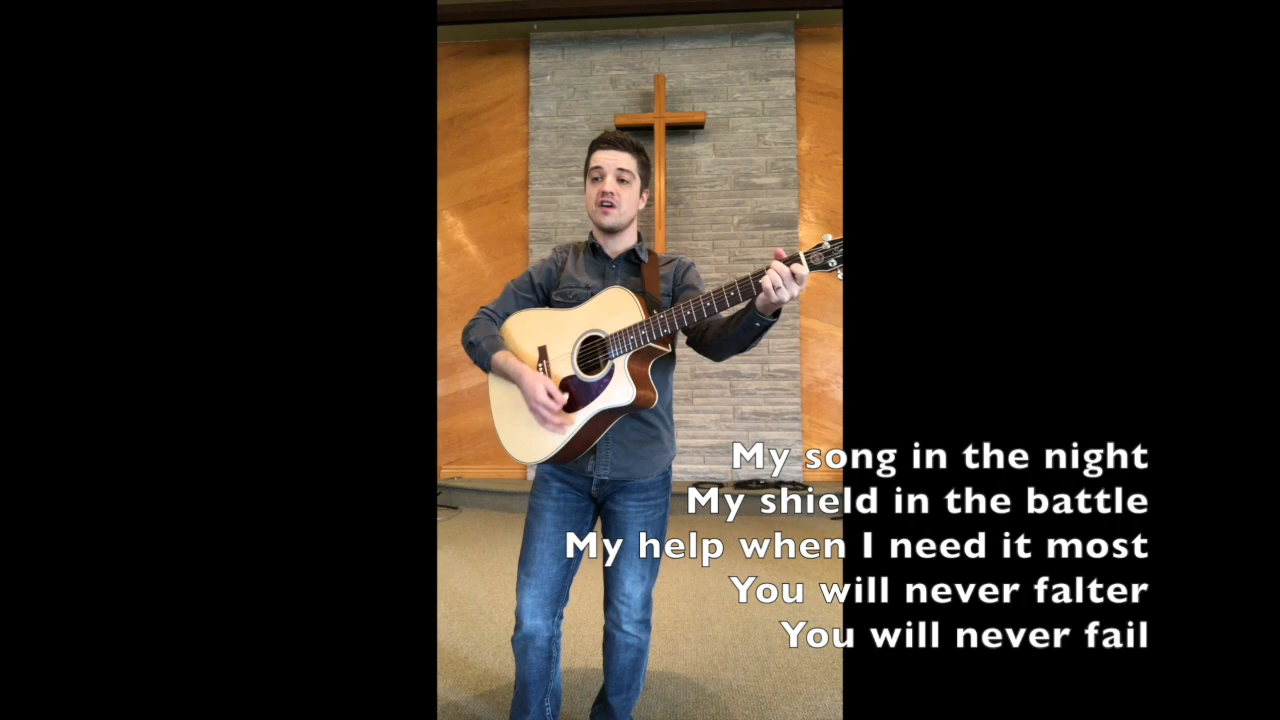 My song in the night
My shield in the battle
My help when I need it most
You will never falter
You will never fail